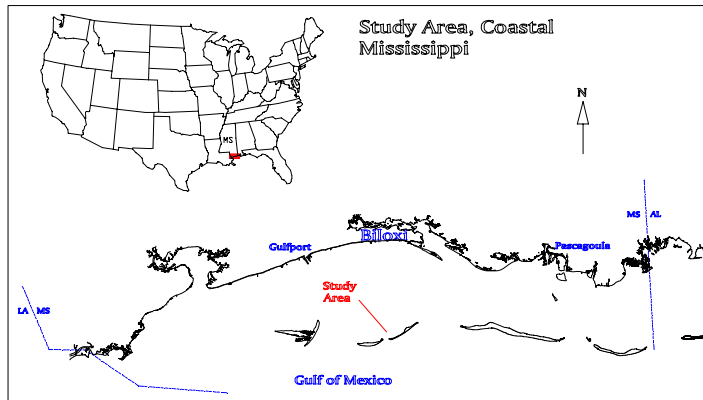 Study Area, Coastal
Mississippi
N
MS
MS AL
Biloxi
Gulfport
Pascagoula
Study
Area
LA MS
Gulf of Mexico